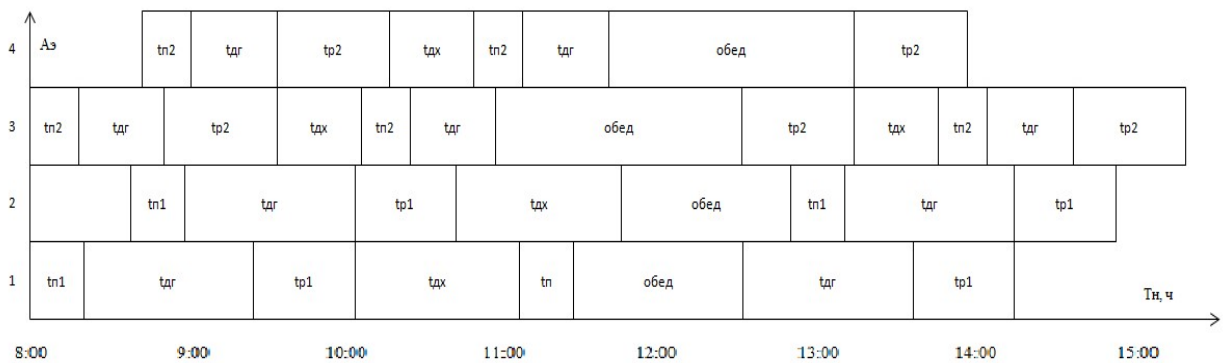 4 Аэ tп2 tдг tр2 tдх tп2 tдг обед tр2
3 tп2 tдг tр2 tдх tп2 tдг обед tр2 tдх tп2 tдг tр2
2 tп1 tдг tр1 tдх обед tп1 tдг tр1
1 tп1 tдг tр1 tдх tп обед tдг tр1
Тн, ч
8:00 9:00 10:00 11:00 12:00 13:00 14:00 15:00